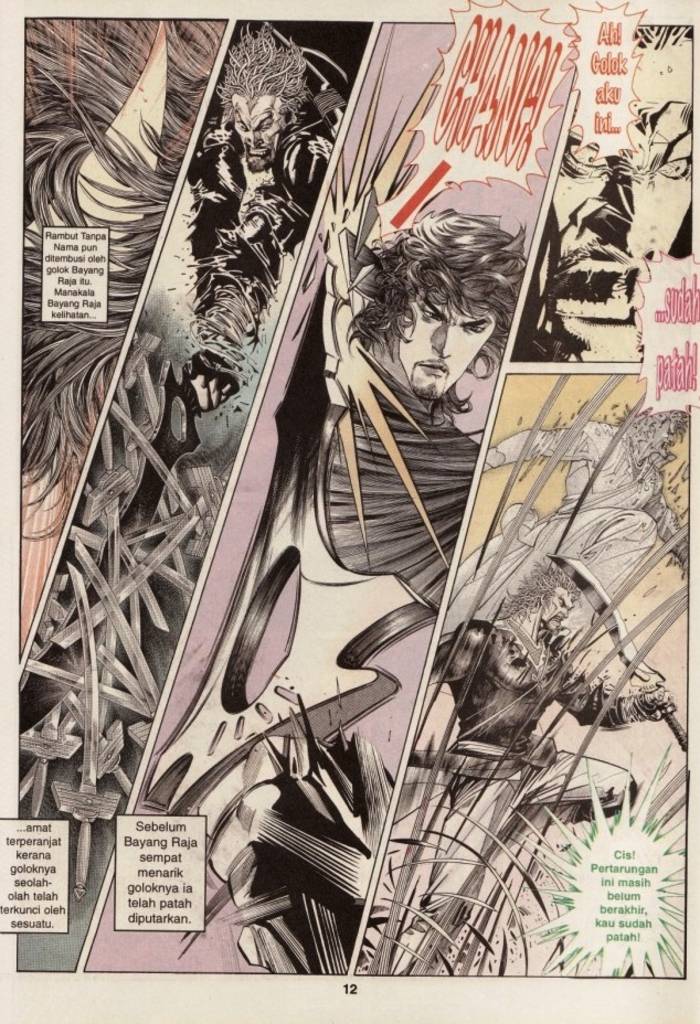 Rambut Tanpa
Nama pun
ditembusi oleh
golok Bayang
Raja itu.
Manakala
Bayang Raja
kelihatan...
...amat
terperanjat
kerana
goloknya
seolah-
olah telah
terkunci oleh
sesuatu.
Sebelum
Bayang Raja
sempat
menarik
goloknya ia
telah patah
diputarkan.
Ah!
Golok
aku
ini...
...sudah
patah!
Cis!
Pertarungan
ini masih
belum
berakhir,
kau sudah
patah!
12